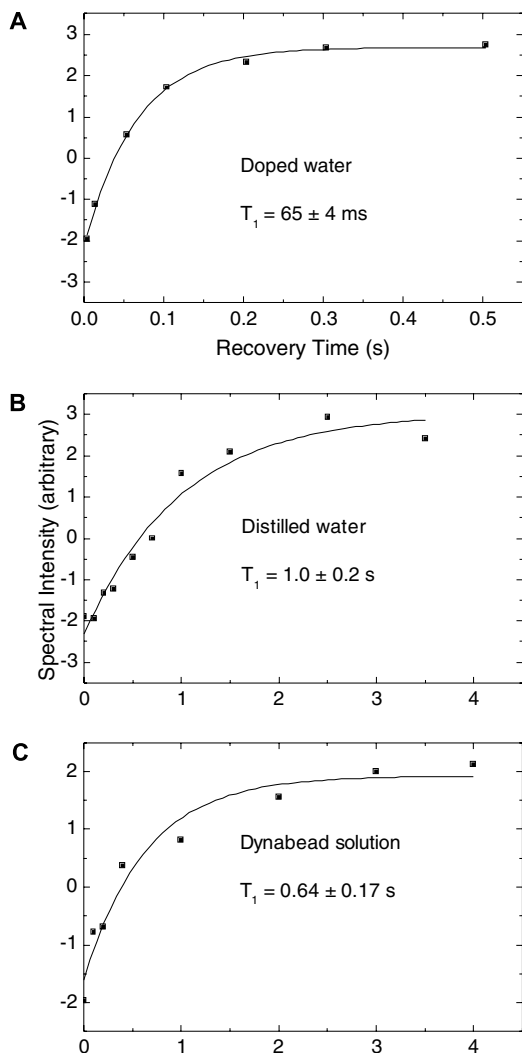 A
3
2
1
0
-1
-2
-3
Doped water
T₁ = 65 ± 4 ms
0.0 0.1 0.2 0.3 0.4 0.5
Recovery Time (s)
B
Spectral Intensity (arbitrary)
3
2
1
0
-1
-2
-3
Distilled water
T₁ = 1.0 ± 0.2 s
0 1 2 3 4
C
2
1
0
-1
-2
Dynabead solution
T₁ = 0.64 ± 0.17 s
0 1 2 3 4